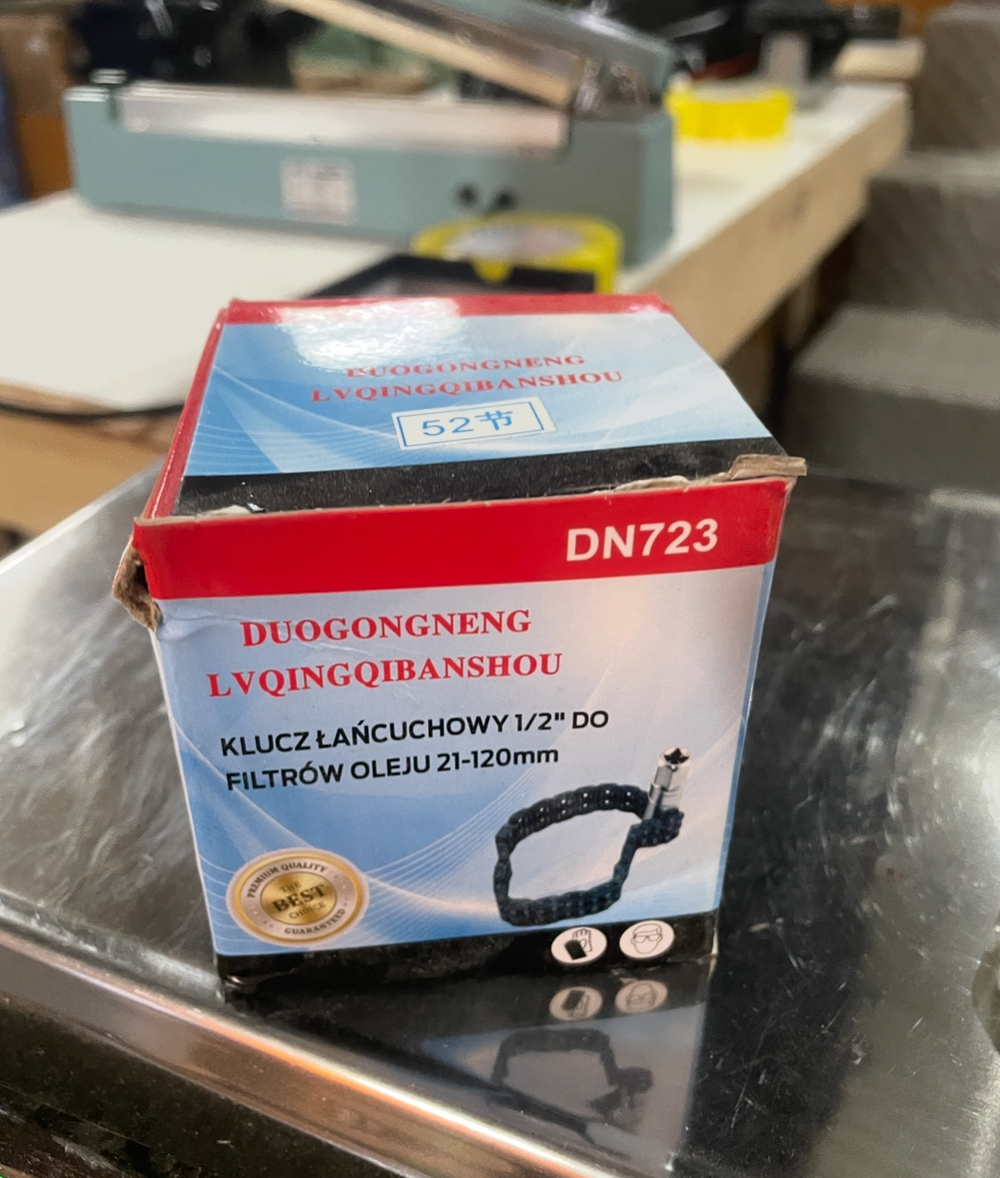 DUOGONGNENG
LVQINGQIBANSHOU
52节
DN723
DUOGONGNENG
LVQINGQIBANSHOU
KLUCZ ŁAŃCUCHOWY 1/2" DO
FILTRÓW OLEJU 21-120mm
PREMIUM QUALITY
THE
BEST
CHOICE
GUARANTEED